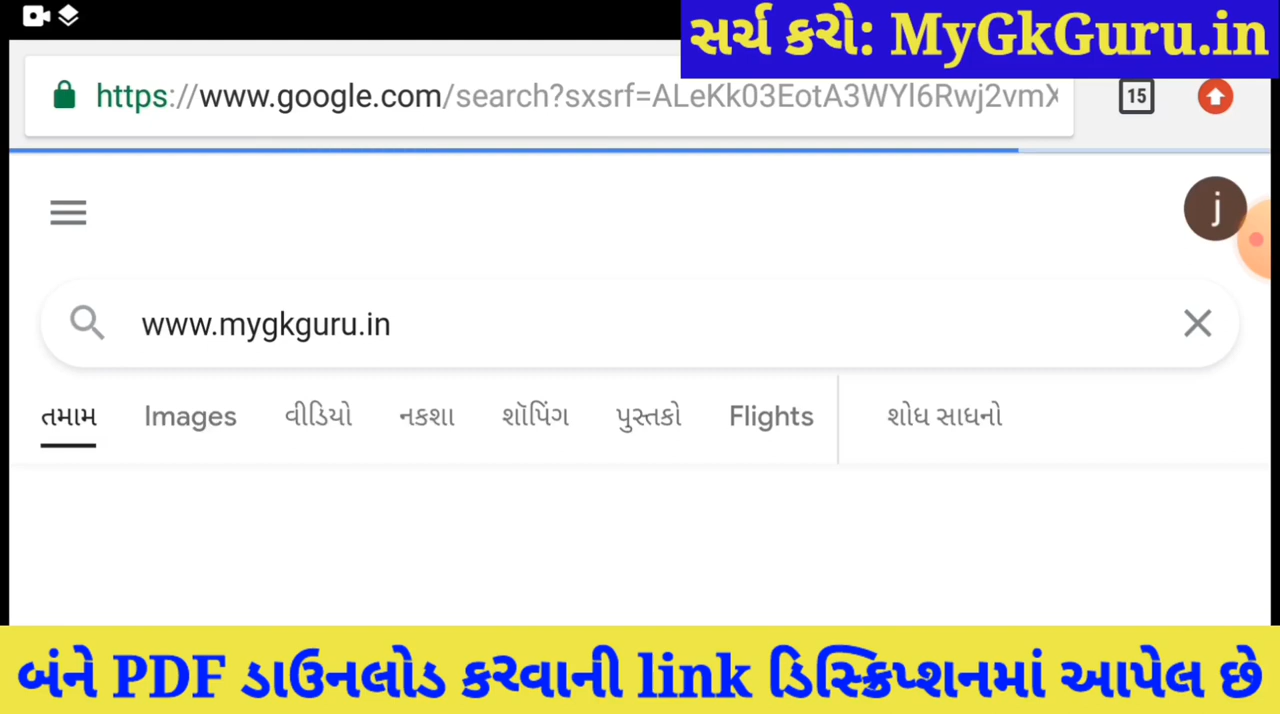 સર્ચ કરો: MyGkGuru.in
https://www.google.com/search?sxsrf=ALeKk03EotA3WYl6Rwj2vmX
15
j
www.mygkguru.in
તમામ Images વીડિયો નકશા શૉપિંગ પુસ્તકો Flights શોધ સાધનો
બંને PDF ડાઉનલોડ કરવાની link ડિસ્ક્રિપ્શનમાં આપેલ છે